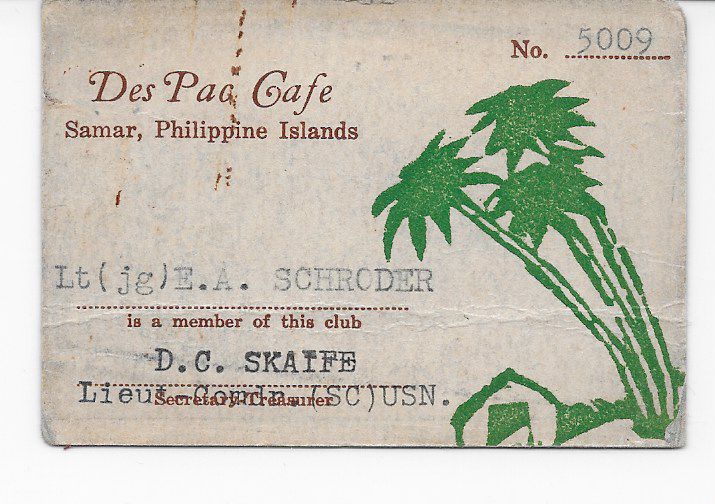 No. 5009
Des Pac Cafe
Samar, Philippine Islands
Lt(jg)E.A. SCHRODER
is a member of this club
D.C. SKAIFE
Lieut-Comdr.(SC)USN.
Secretary-Treasurer